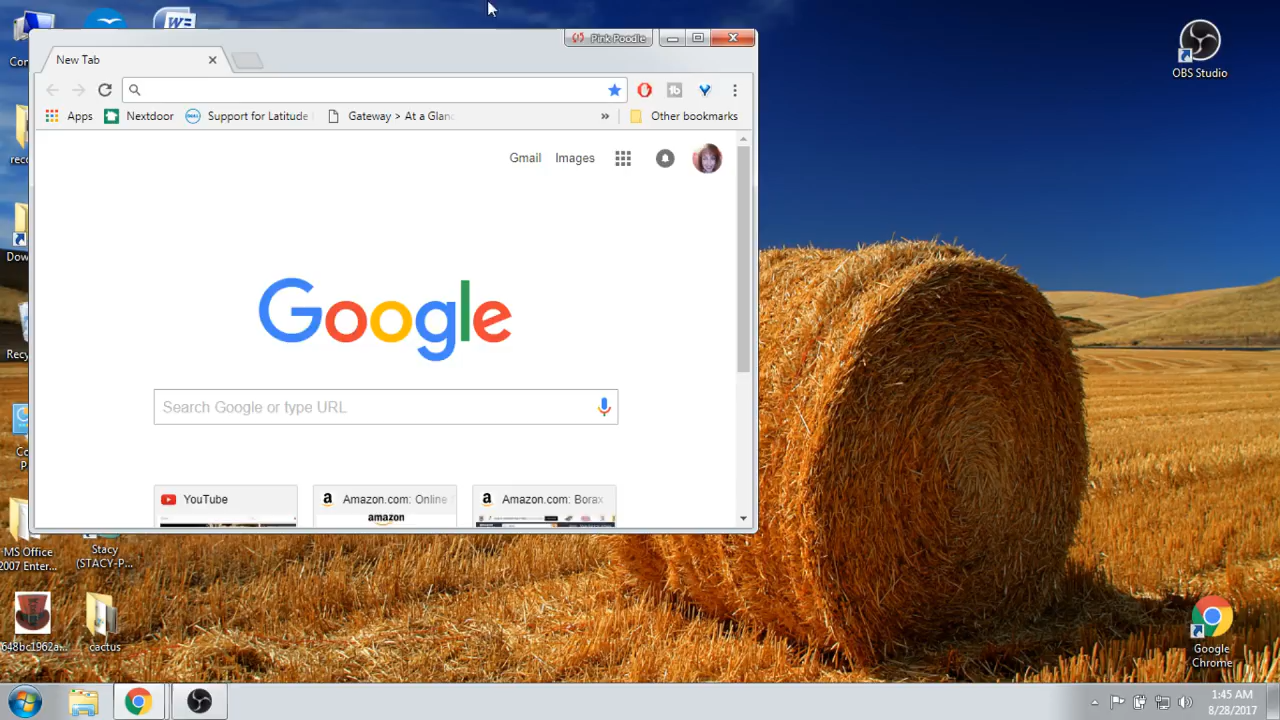 Pink Poodle
New Tab
Apps
Nextdoor
Support for Latitude
Gateway > At a Glan
»
Other bookmarks
Gmail
Images
Google
Search Google or type URL
YouTube
Amazon.com: Online
amazon
Amazon.com: Borax
OBS Studio
MS Office
2007 Enter...
Stacy
(STACY-P...
648bc1962a...
cactus
Google
Chrome
1:45 AM
8/28/2017